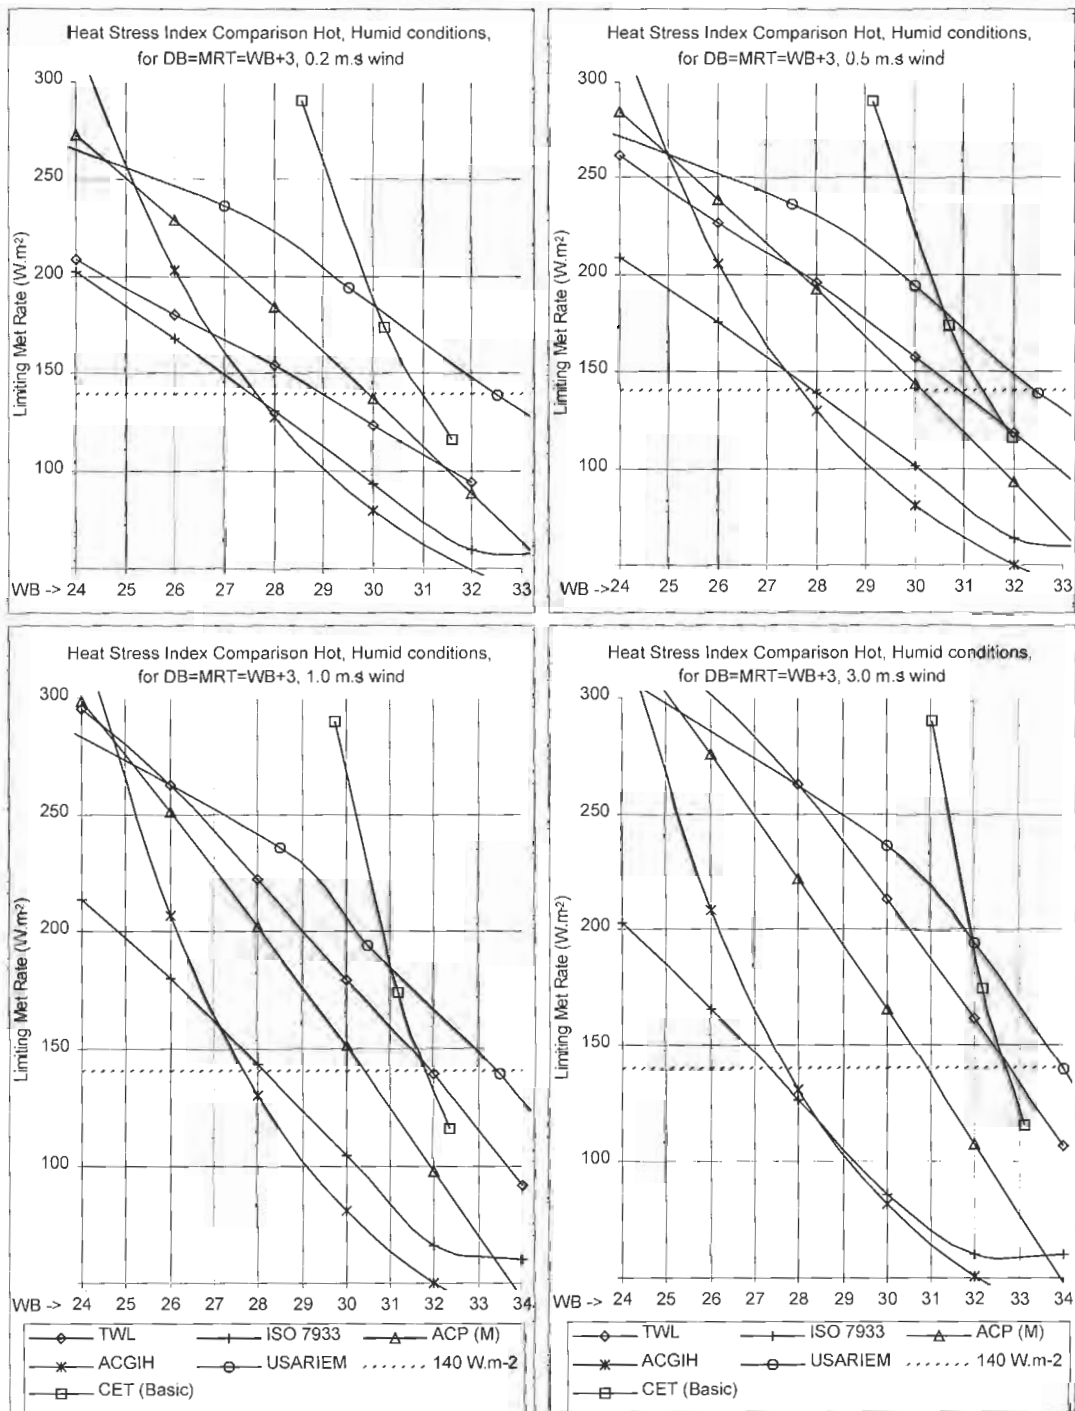 Heat Stress Index Comparison Hot, Humid conditions,
for DB=MRT=WB+3, 0.2 m.s wind
300
250
200
150
100
Limiting Met Rate (W.m-2)
WB -> 24 25 26 27 28 29 30 31 32 33
Heat Stress Index Comparison Hot, Humid conditions,
for DB=MRT=WB+3, 0.5 m.s wind
300
250
200
150
100
Limiting Met Rate (W.m-2)
WB -> 24 25 26 27 28 29 30 31 32 33
Heat Stress Index Comparison Hot, Humid conditions,
for DB=MRT=WB+3, 1.0 m.s wind
300
250
200
150
100
Limiting Met Rate (W.m-2)
WB -> 24 25 26 27 28 29 30 31 32 33 34
TWL ISO 7933 ACP (M)
ACGIH USARIEM 140 W.m-2
CET (Basic)
Heat Stress Index Comparison Hot, Humid conditions,
for DB=MRT=WB+3, 3.0 m.s wind
300
250
200
150
100
Limiting Met Rate (W.m-2)
WB -> 24 25 26 27 28 29 30 31 32 33 34
TWL ISO 7933 ACP (M)
ACGIH USARIEM 140 W.m-2
CET (Basic)